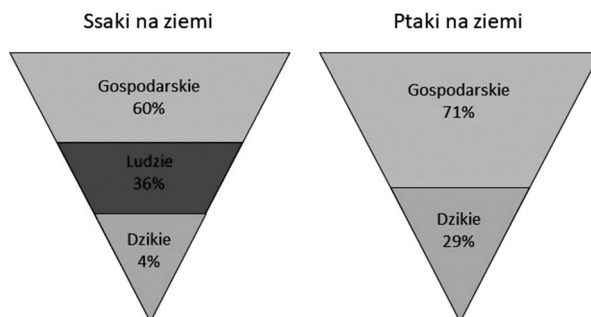 Ssaki na ziemi
Gospodarskie
60%
Ludzie
36%
Dzikie
4%
Ptaki na ziemi
Gospodarskie
71%
Dzikie
29%